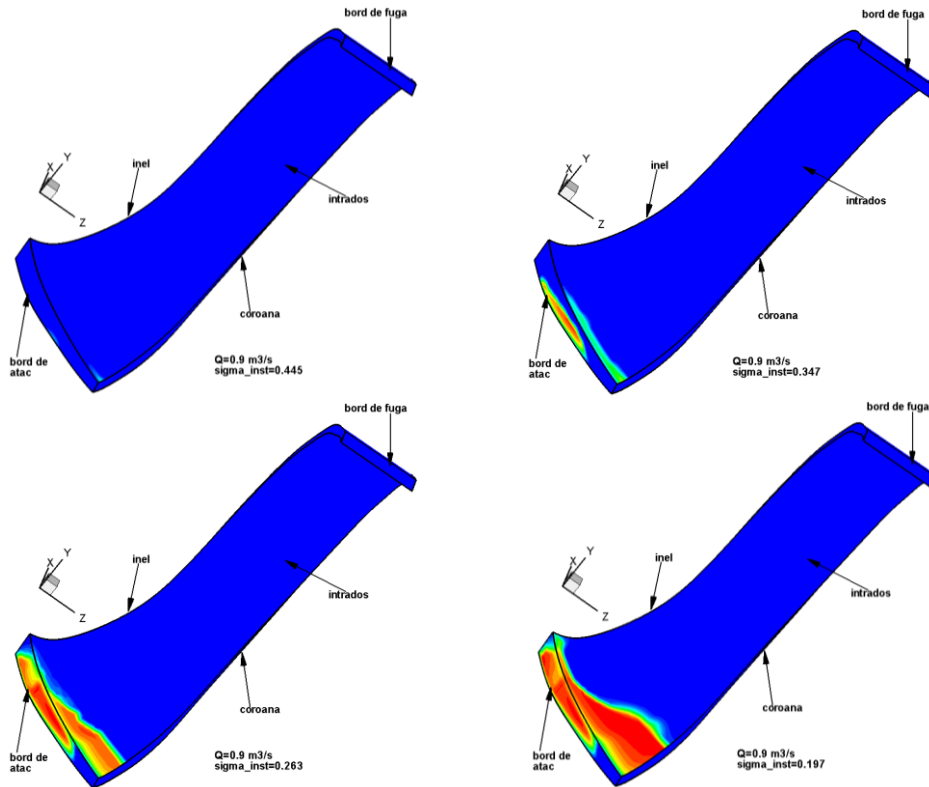 bord de fuga
X
Y
inel
Z
intrados
coroana
bord de
atac
Q=0.9 m3/s
sigma_inst=0.445
bord de fuga
X
Y
inel
Z
intrados
coroana
bord de
atac
Q=0.9 m3/s
sigma_inst=0.347
bord de fuga
X
Y
inel
Z
intrados
coroana
bord de
atac
Q=0.9 m3/s
sigma_inst=0.263
bord de fuga
X
Y
inel
Z
intrados
coroana
bord de
atac
Q=0.9 m3/s
sigma_inst=0.197